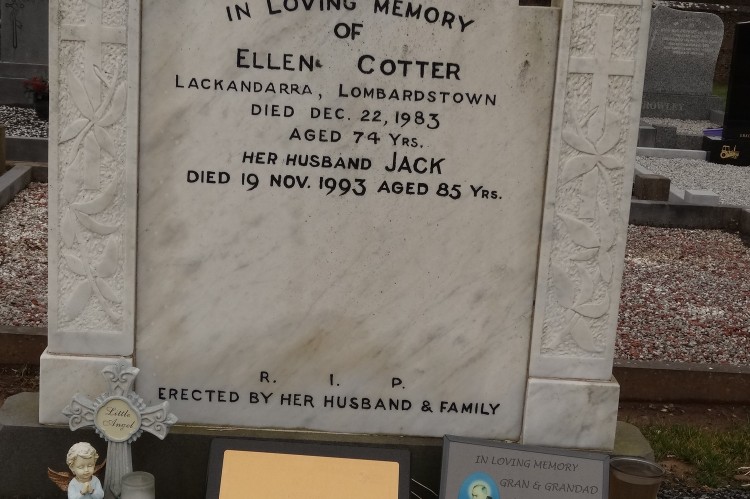 IN LOVING MEMORY
OF
ELLEN COTTER
LACKANDARRA, LOMBARDSTOWN
DIED DEC. 22, 1983
AGED 74 YRS.
HER HUSBAND JACK
DIED 19 NOV. 1993 AGED 85 YRS.
R. I. P.
ERECTED BY HER HUSBAND & FAMILY
Little
Angel
IN LOVING MEMORY
GRAN & GRANDAD